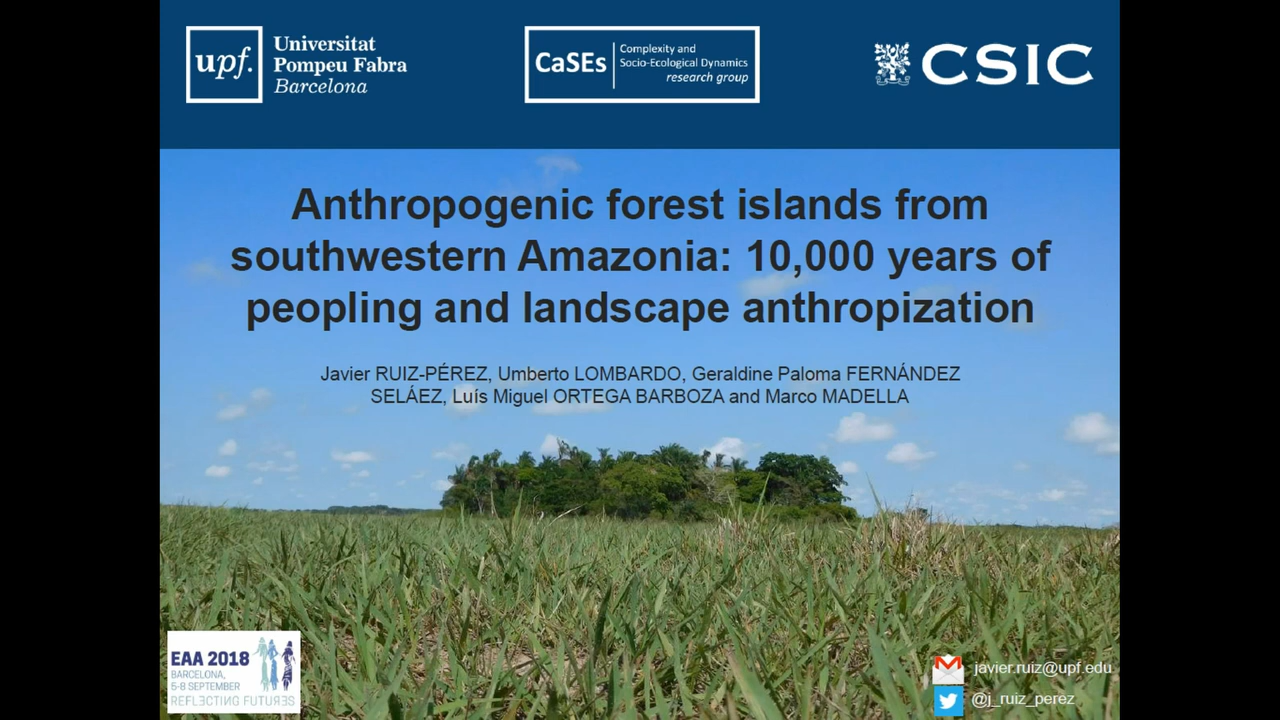 upf.
Universitat
Pompeu Fabra
Barcelona
CaSEs
Complexity and
Socio-Ecological Dynamics
research group
CSIC
Anthropogenic forest islands from
southwestern Amazonia: 10,000 years of
peopling and landscape anthropization
Javier RUIZ-PÉREZ, Umberto LOMBARDO, Geraldine Paloma FERNÁNDEZ
SELÁEZ, Luís Miguel ORTEGA BARBOZA and Marco MADELLA
EAA 2018
BARCELONA,
5-8 SEPTEMBER
REFLECTING FUTURES
javier.ruiz@upf.edu
@j_ruiz_perez